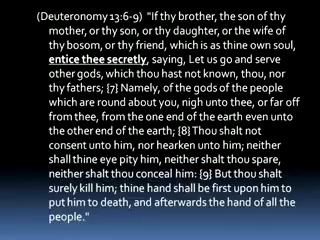 (Deuteronomy 13:6-9)  "If thy brother, the son of thy
mother, or thy son, or thy daughter, or the wife of
thy bosom, or thy friend, which is as thine own soul,
entice thee secretly, saying, Let us go and serve
other gods, which thou hast not known, thou, nor
thy fathers; {7} Namely, of the gods of the people
which are round about you, nigh unto thee, or far off
from thee, from the one end of the earth even unto
the other end of the earth; {8} Thou shalt not
consent unto him, nor hearken unto him; neither
shall thine eye pity him, neither shalt thou spare,
neither shalt thou conceal him: {9} But thou shalt
surely kill him; thine hand shall be first upon him to
put him to death, and afterwards the hand of all the
people."